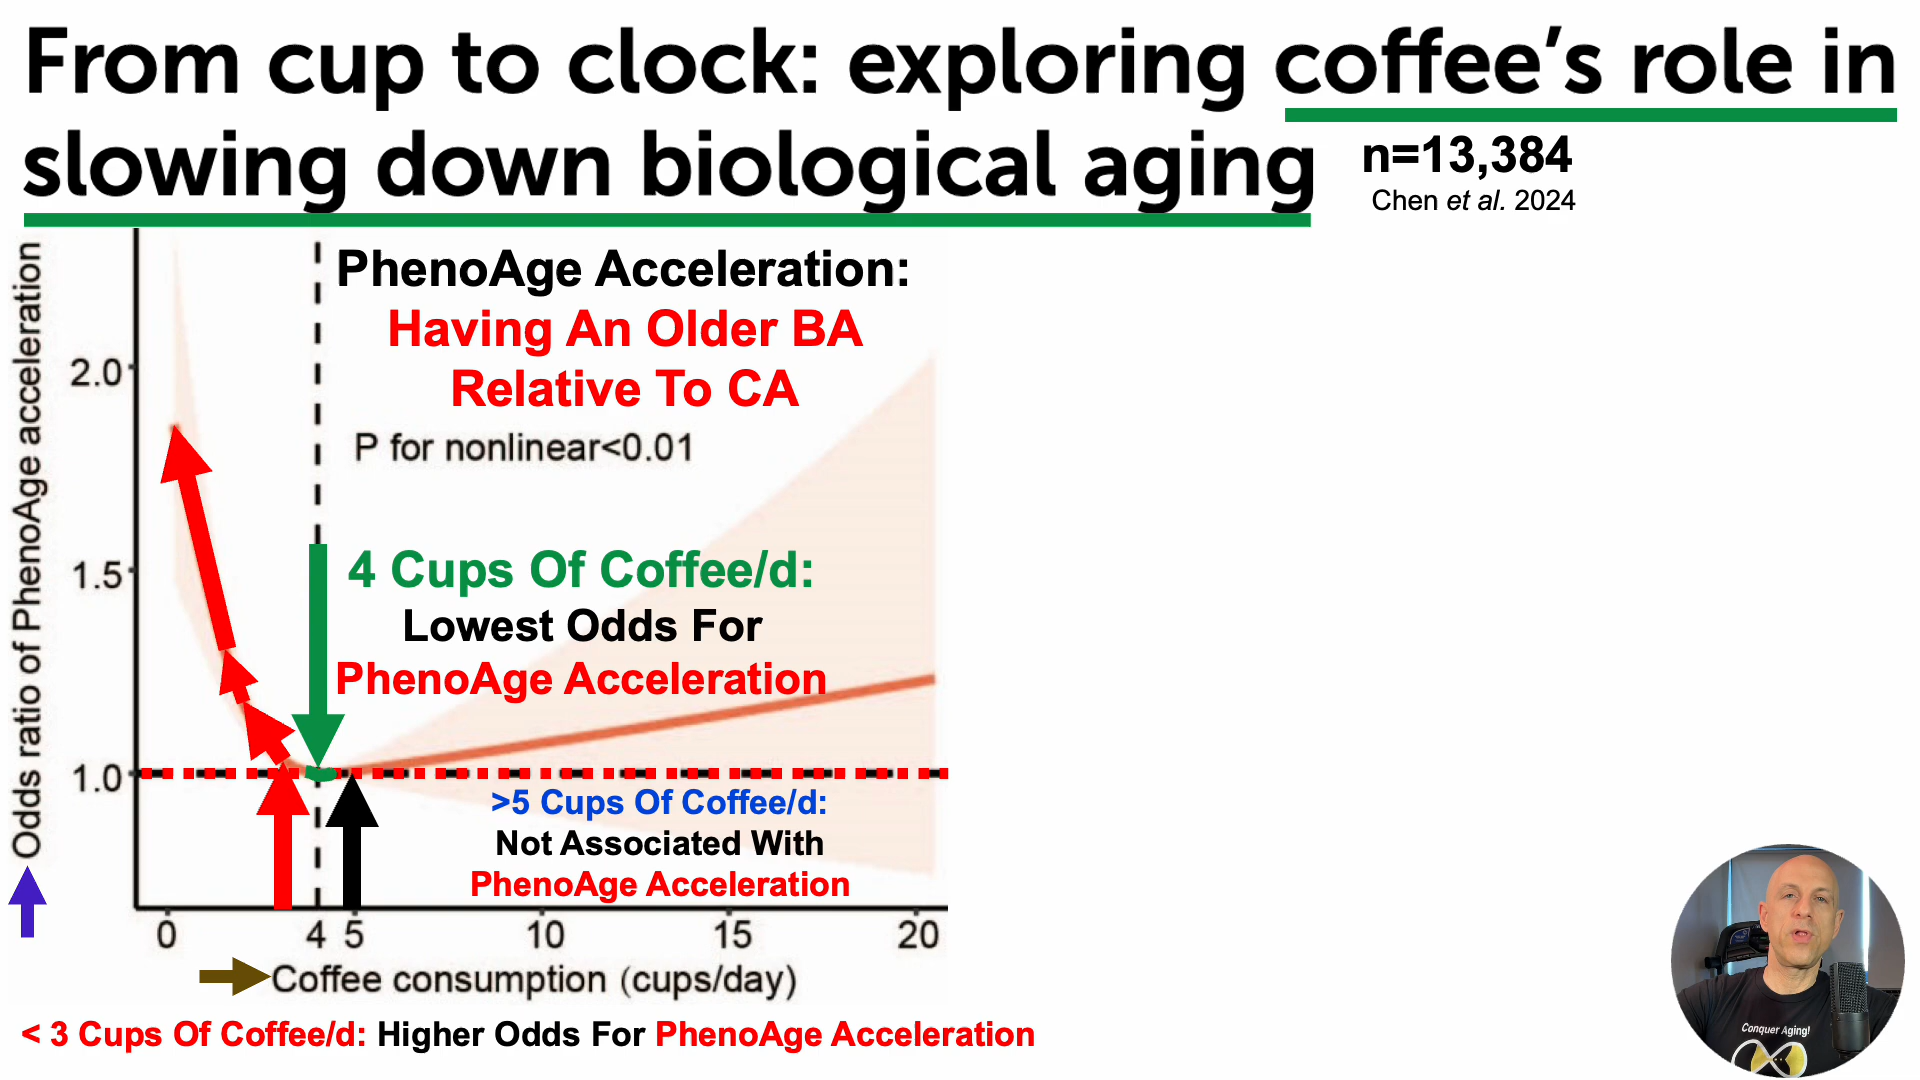 From cup to clock: exploring coffee's role in
slowing down biological aging
n=13,384
Chen et al. 2024
PhenoAge Acceleration:
Having An Older BA
Relative To CA
P for nonlinear<0.01
4 Cups Of Coffee/d:
Lowest Odds For
PhenoAge Acceleration
>5 Cups Of Coffee/d:
Not Associated With
PhenoAge Acceleration
Odds ratio of PhenoAge acceleration
2.0
1.5
1.0
0 4 5 10 15 20
Coffee consumption (cups/day)
< 3 Cups Of Coffee/d: Higher Odds For PhenoAge Acceleration
Conquer Aging!